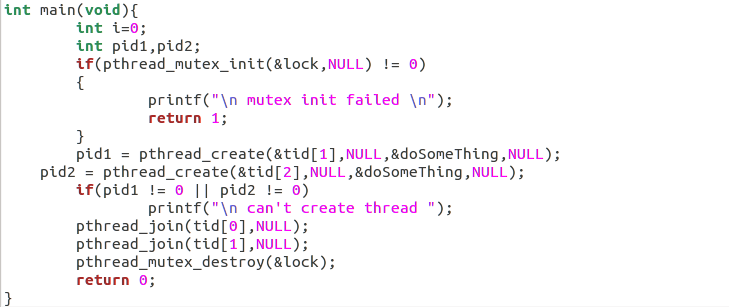 int main(void){
        int i=0;
        int pid1,pid2;
        if(pthread_mutex_init(&lock,NULL) != 0)
        {
                printf("\n mutex init failed \n");
                return 1;
        }
        pid1 = pthread_create(&tid[1],NULL,&doSomeThing,NULL);
    pid2 = pthread_create(&tid[2],NULL,&doSomeThing,NULL);
        if(pid1 != 0 || pid2 != 0)
                printf("\n can't create thread ");
        pthread_join(tid[0],NULL);
        pthread_join(tid[1],NULL);
        pthread_mutex_destroy(&lock);
        return 0;
}